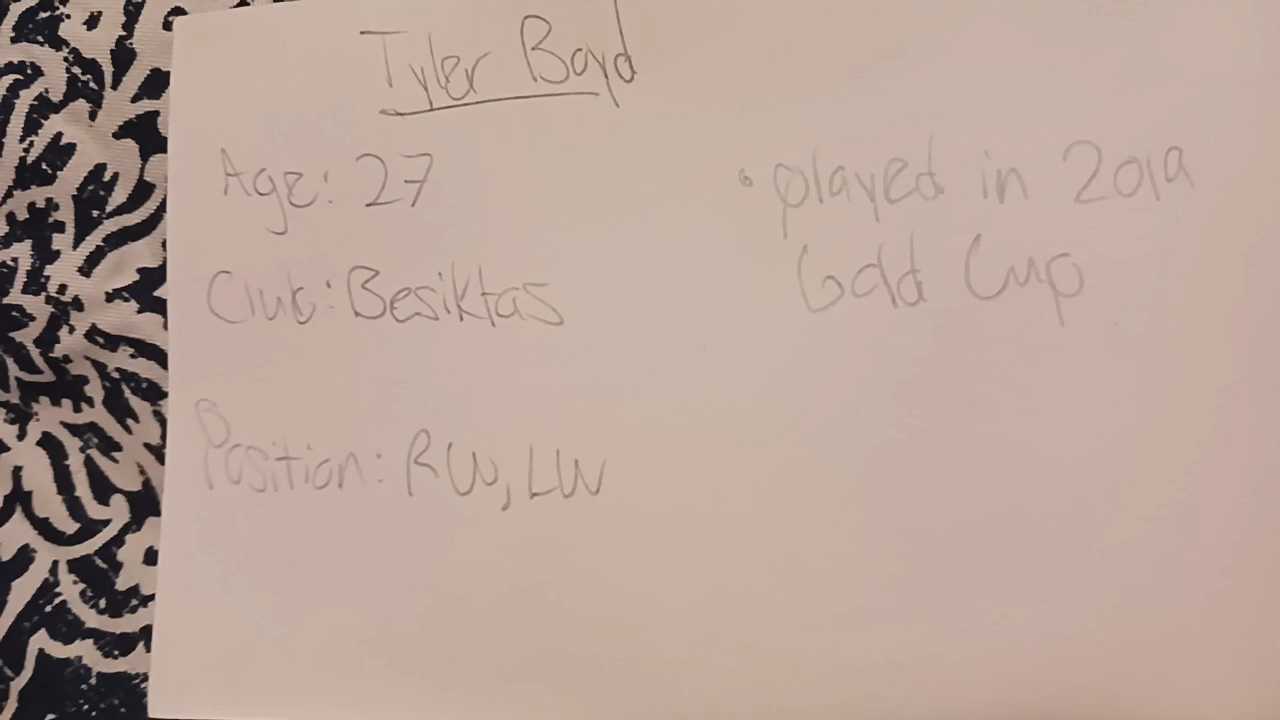 Tyler Boyd
Age: 27
Club: Besiktas
Position: RW, LW
• played in 2019
Gold Cup